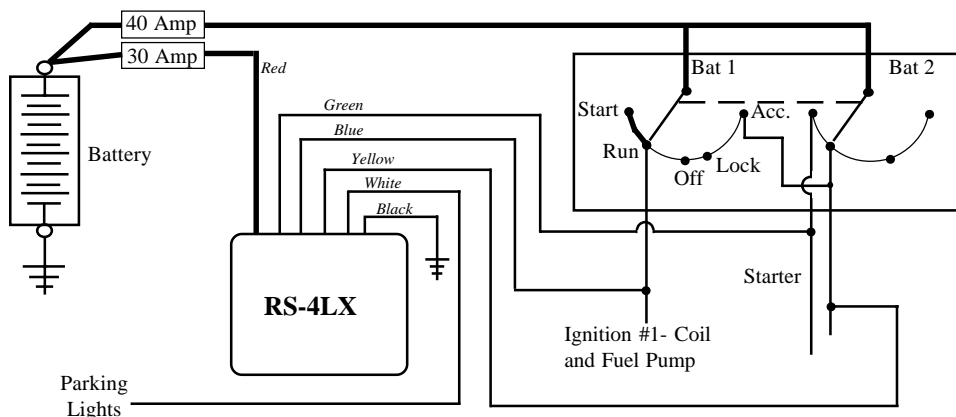 40 Amp
30 Amp
Red
Bat 1
Bat 2
Green
Start
Acc.
Blue
Battery
Run
Yellow
Lock
Off
White
Black
Starter
RS-4LX
Ignition #1- Coil
and Fuel Pump
Parking
Lights